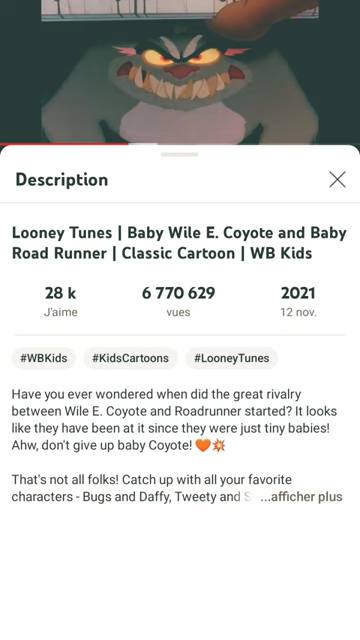 Description
Looney Tunes | Baby Wile E. Coyote and Baby
Road Runner | Classic Cartoon | WB Kids
28 k
6 770 629
2021
J'aime
vues
12 nov.
#WBKids
#KidsCartoons
#LooneyTunes
Have you ever wondered when did the great rivalry
between Wile E. Coyote and Roadrunner started? It looks
like they have been at it since they were just tiny babies!
Ahw, don't give up baby Coyote! 🧡💥
That's not all folks! Catch up with all your favorite
characters - Bugs and Daffy, Tweety and S ...afficher plus